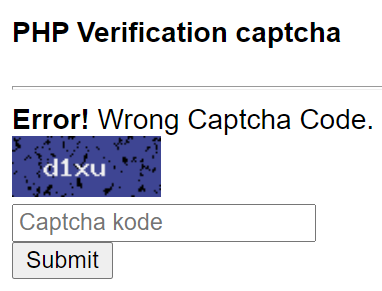 PHP Verification captcha
Error! Wrong Captcha Code.
d1xu
Captcha kode
Submit